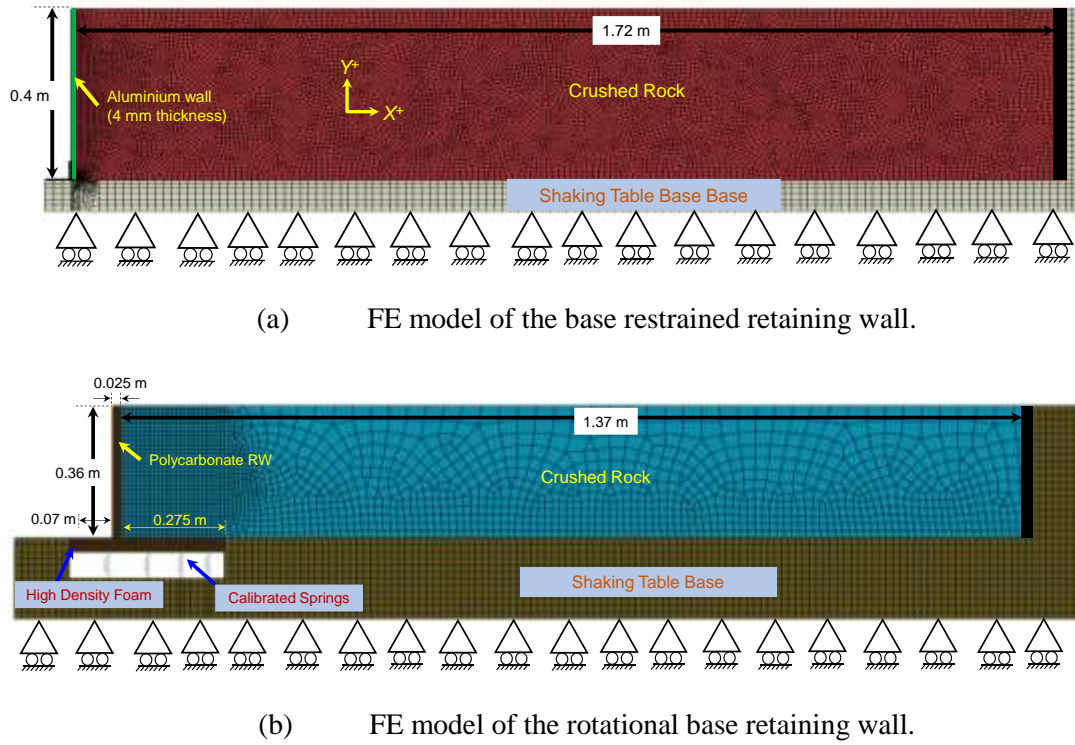 1.72 m
0.4 m
Aluminium wall
(4 mm thickness)
Y+
X+
Crushed Rock
Shaking Table Base Base
(a) FE model of the base restrained retaining wall.
0.025 m
1.37 m
Polycarbonate RW
0.36 m
Crushed Rock
0.07 m
0.275 m
High Density Foam
Calibrated Springs
Shaking Table Base
(b) FE model of the rotational base retaining wall.